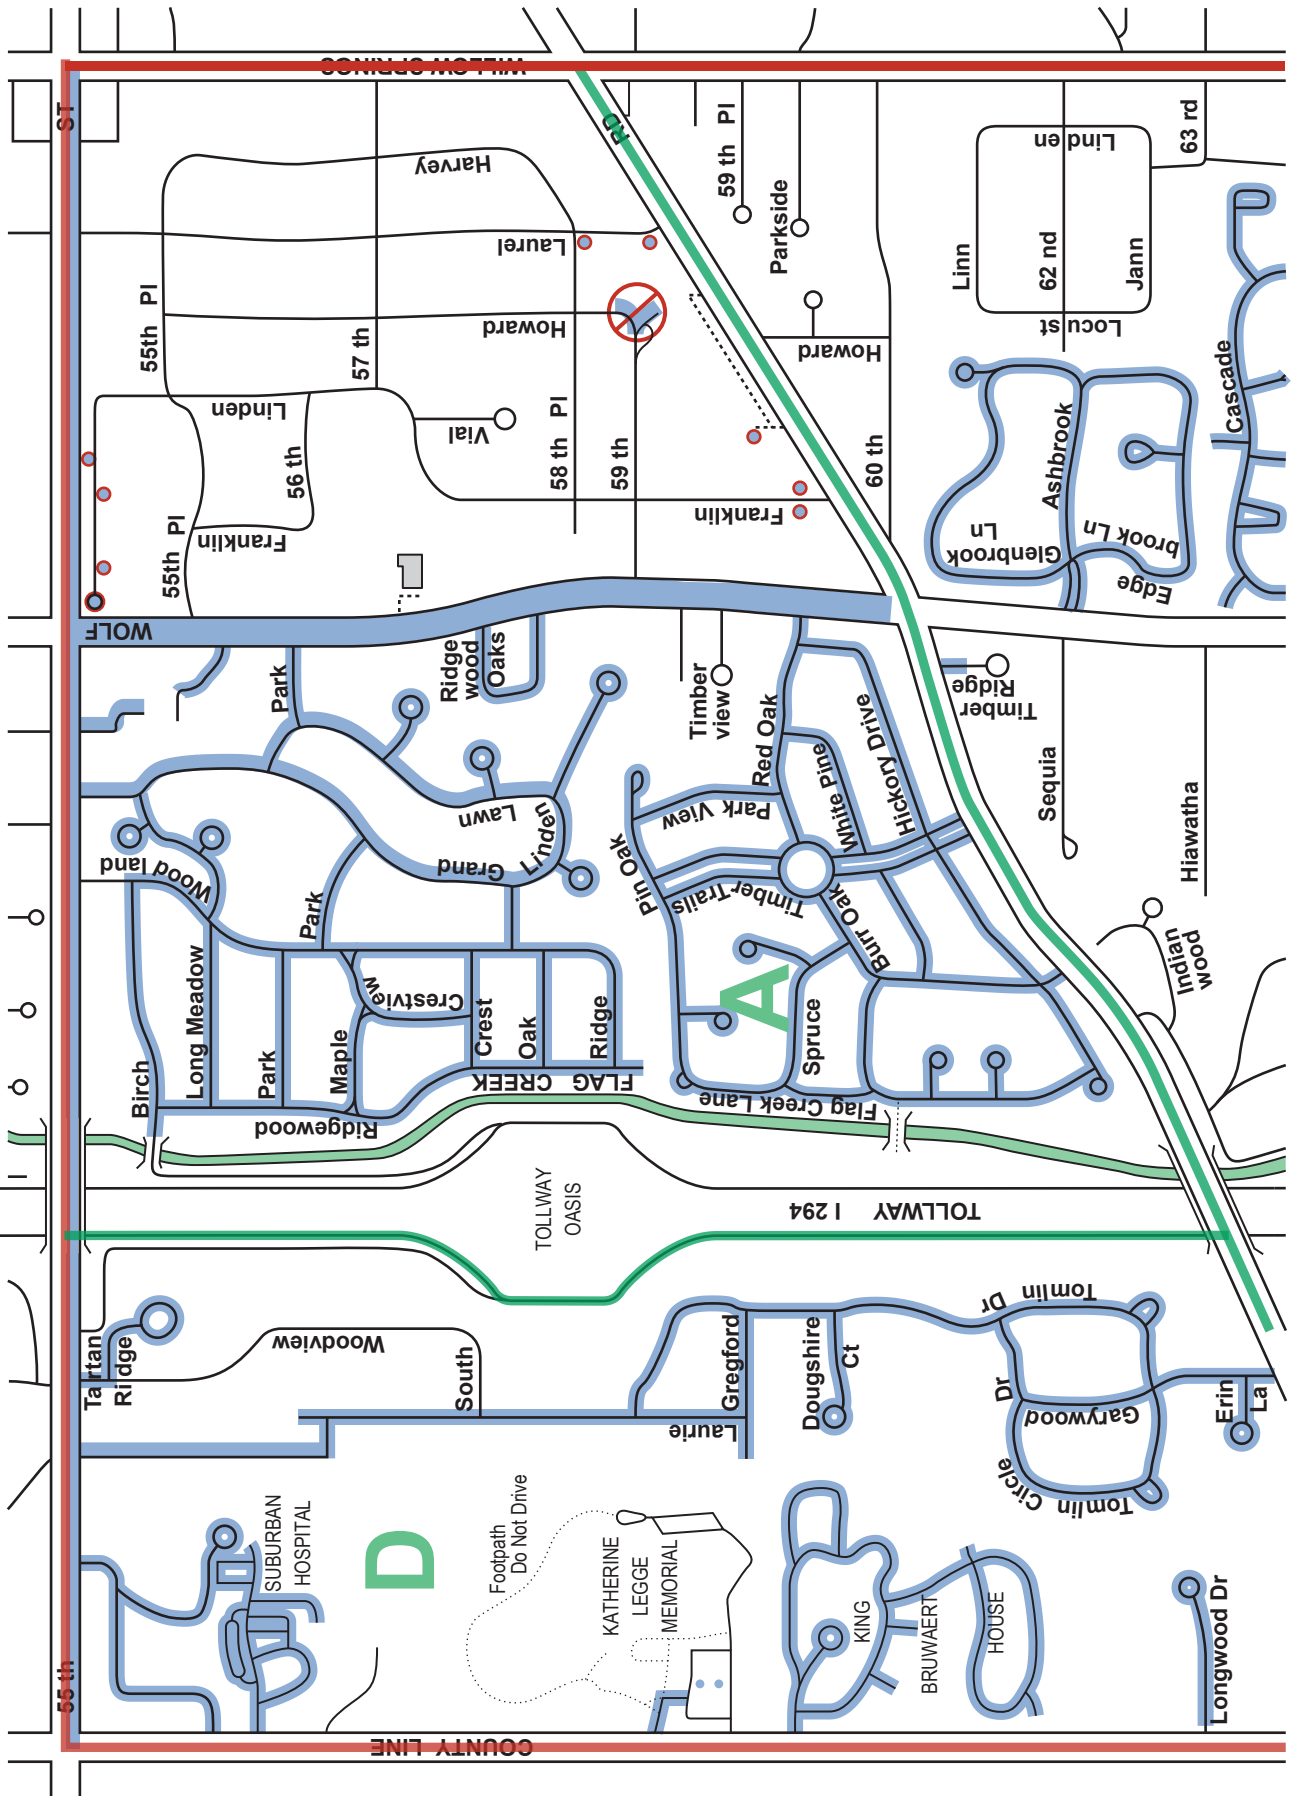 WILLOW SPRINGS
RD
ST
59 th Pl
Parkside
Linden
63 rd
Harvey
Laurel
Linn
62 nd
Jann
Locust
55th Pl
57 th
Howard
Howard
Linden
Vial
58 th Pl
59 th
60 th
Cascade
Ashbrook
56 th
55th Pl
Franklin
Franklin
Glenbrook
Ln
Edge
brook Ln
WOLF
Park
Ridge
wood
Oaks
Timber
view
Red Oak
Hickory Drive
Timber
Ridge
Sequia
Hiawatha
Lawn
Linden
Grand
Park View
White Pine
Pin Oak
Timber Trails
Burr Oak
Wood land
Park
Indian
wood
Long Meadow
Crestview
Crest
Oak
Ridge
Birch
Park
Maple
A
Spruce
FLAG CREEK
Flag Creek Lane
Ridgewood
TOLLWAY
OASIS
TOLLWAY I 294
Tartan
Ridge
Woodview
South
Laurie
Gregford
Dougshire
Ct
Tomlin Dr
Garywood
Dr
Tomlin Circle
Erin
La
SUBURBAN
HOSPITAL
D
Footpath
Do Not Drive
KATHERINE
LEGGE
MEMORIAL
KING
BRUWAERT
HOUSE
Longwood Dr
55 th
COUNTY LINE